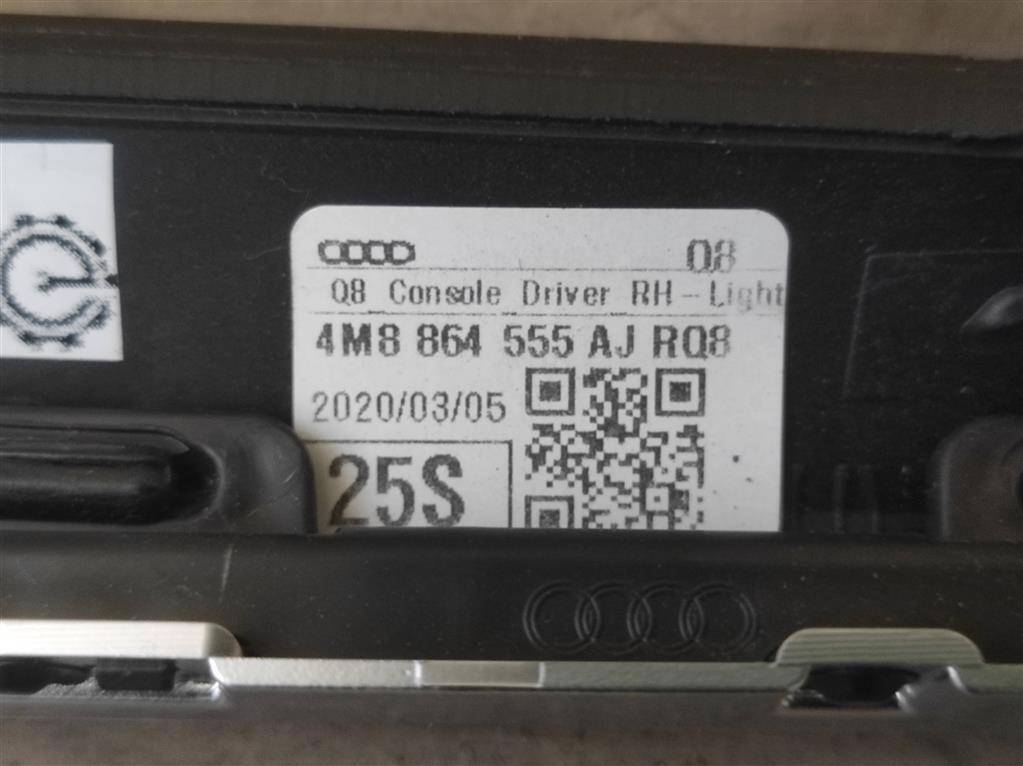 Q8
Q8 Console Driver RH-Light
4M8 864 555 AJ RQ8
2020/03/05
25S